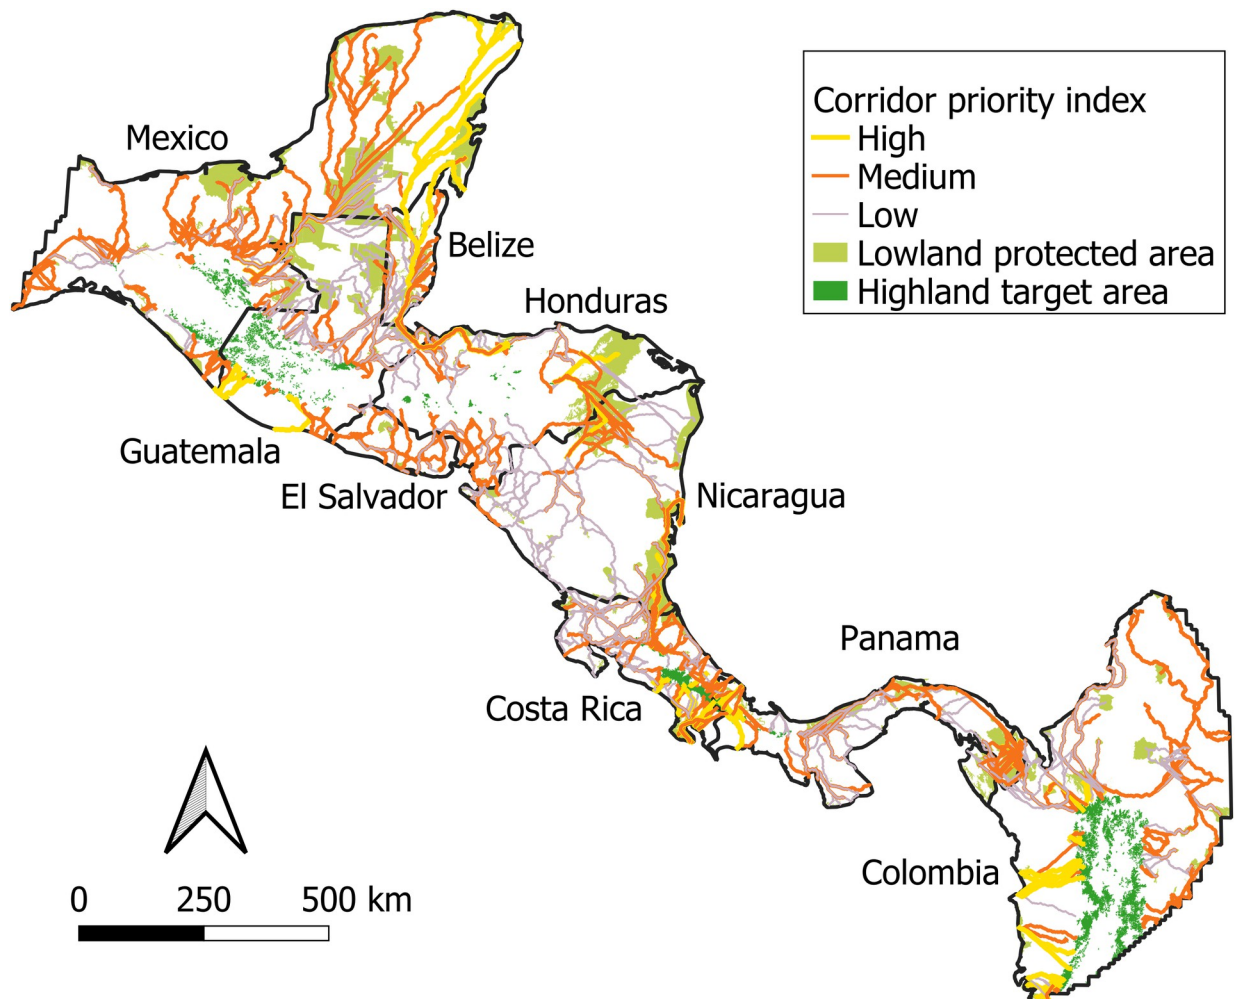 Corridor priority index
High
Medium
Low
Lowland protected area
Highland target area
Mexico
Belize
Honduras
Guatemala
El Salvador
Nicaragua
Costa Rica
Panama
Colombia
0 250 500 km